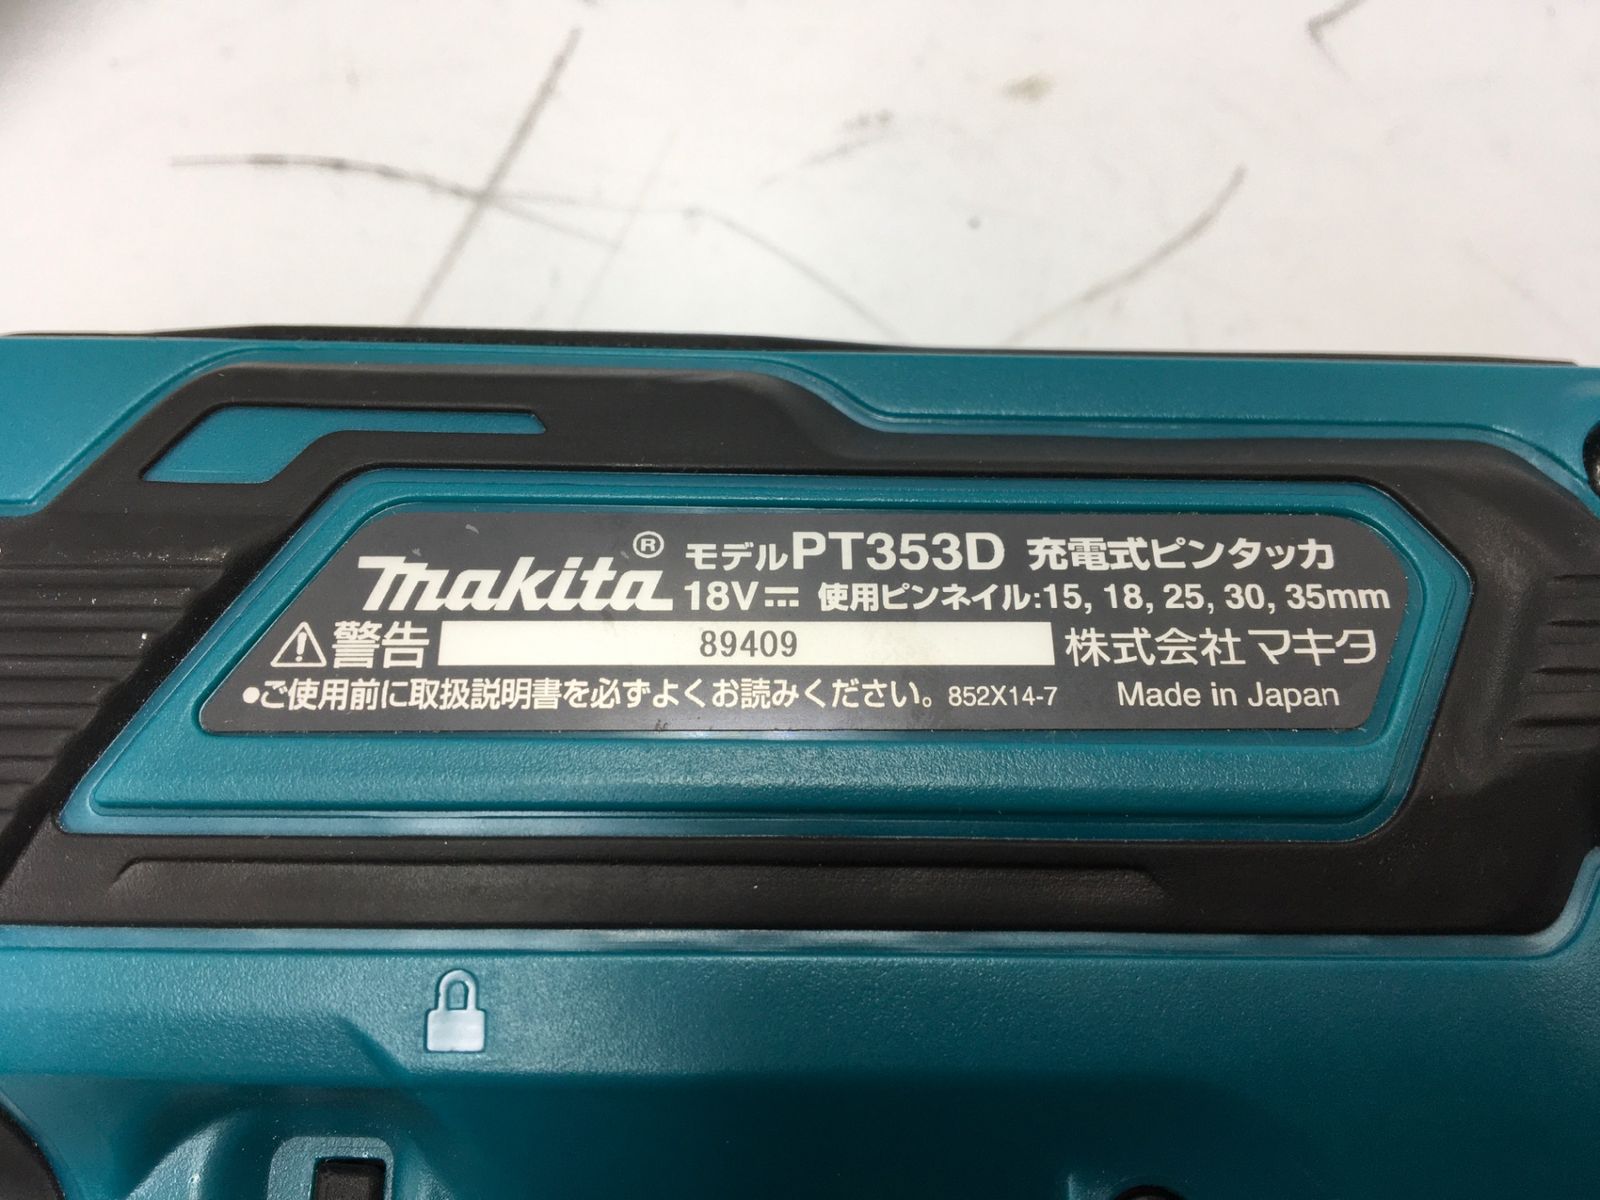 makita® モデルPT353D 充電式ピンタッカ
18V⎓ 使用ピンネイル:15, 18, 25, 30, 35mm
⚠警告 89409 株式会社マキタ
●ご使用前に取扱説明書を必ずよくお読みください。852X14-7 Made in Japan